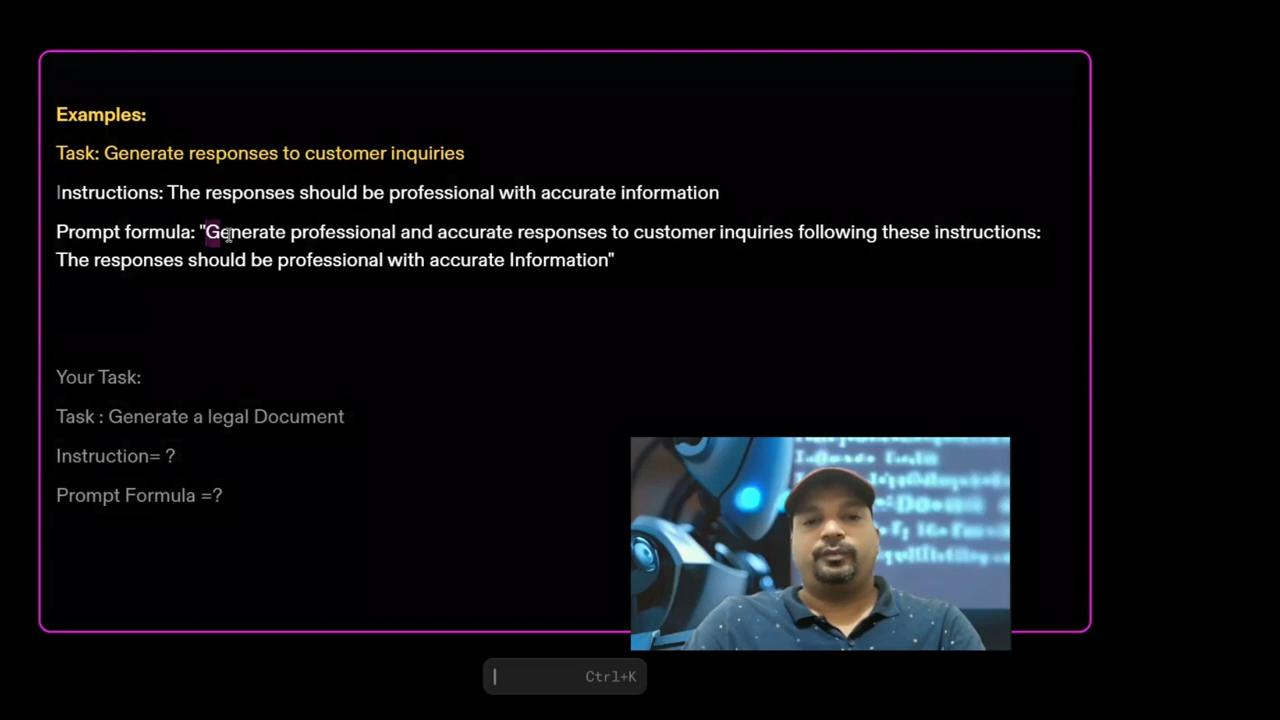 Examples:
Task: Generate responses to customer inquiries
Instructions: The responses should be professional with accurate information
Prompt formula: "Generate professional and accurate responses to customer inquiries following these instructions:
The responses should be professional with accurate Information"
Your Task:
Task : Generate a legal Document
Instruction= ?
Prompt Formula =?
Ctrl+K